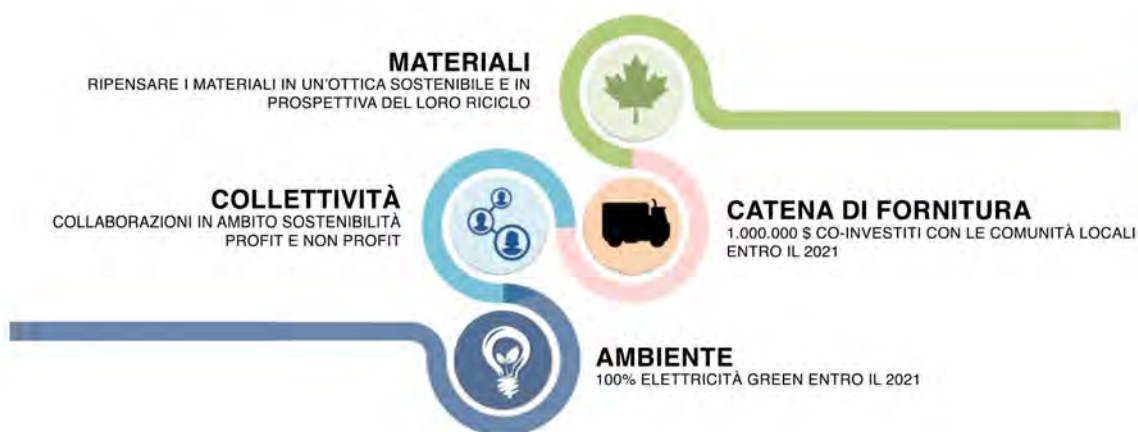 MATERIALI
RIPENSARE I MATERIALI IN UN'OTTICA SOSTENIBILE E IN
PROSPETTIVA DEL LORO RICICLO
COLLETTIVITÀ
COLLABORAZIONI IN AMBITO SOSTENIBILITÀ
PROFIT E NON PROFIT
CATENA DI FORNITURA
1.000.000 $ CO-INVESTITI CON LE COMUNITÀ LOCALI
ENTRO IL 2021
AMBIENTE
100% ELETTRICITÀ GREEN ENTRO IL 2021